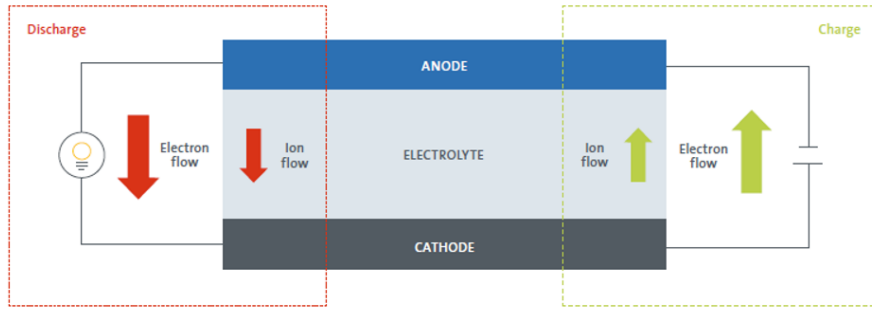 Discharge
Charge
ANODE
Electron
flow
Ion
flow
ELECTROLYTE
Ion
flow
Electron
flow
CATHODE